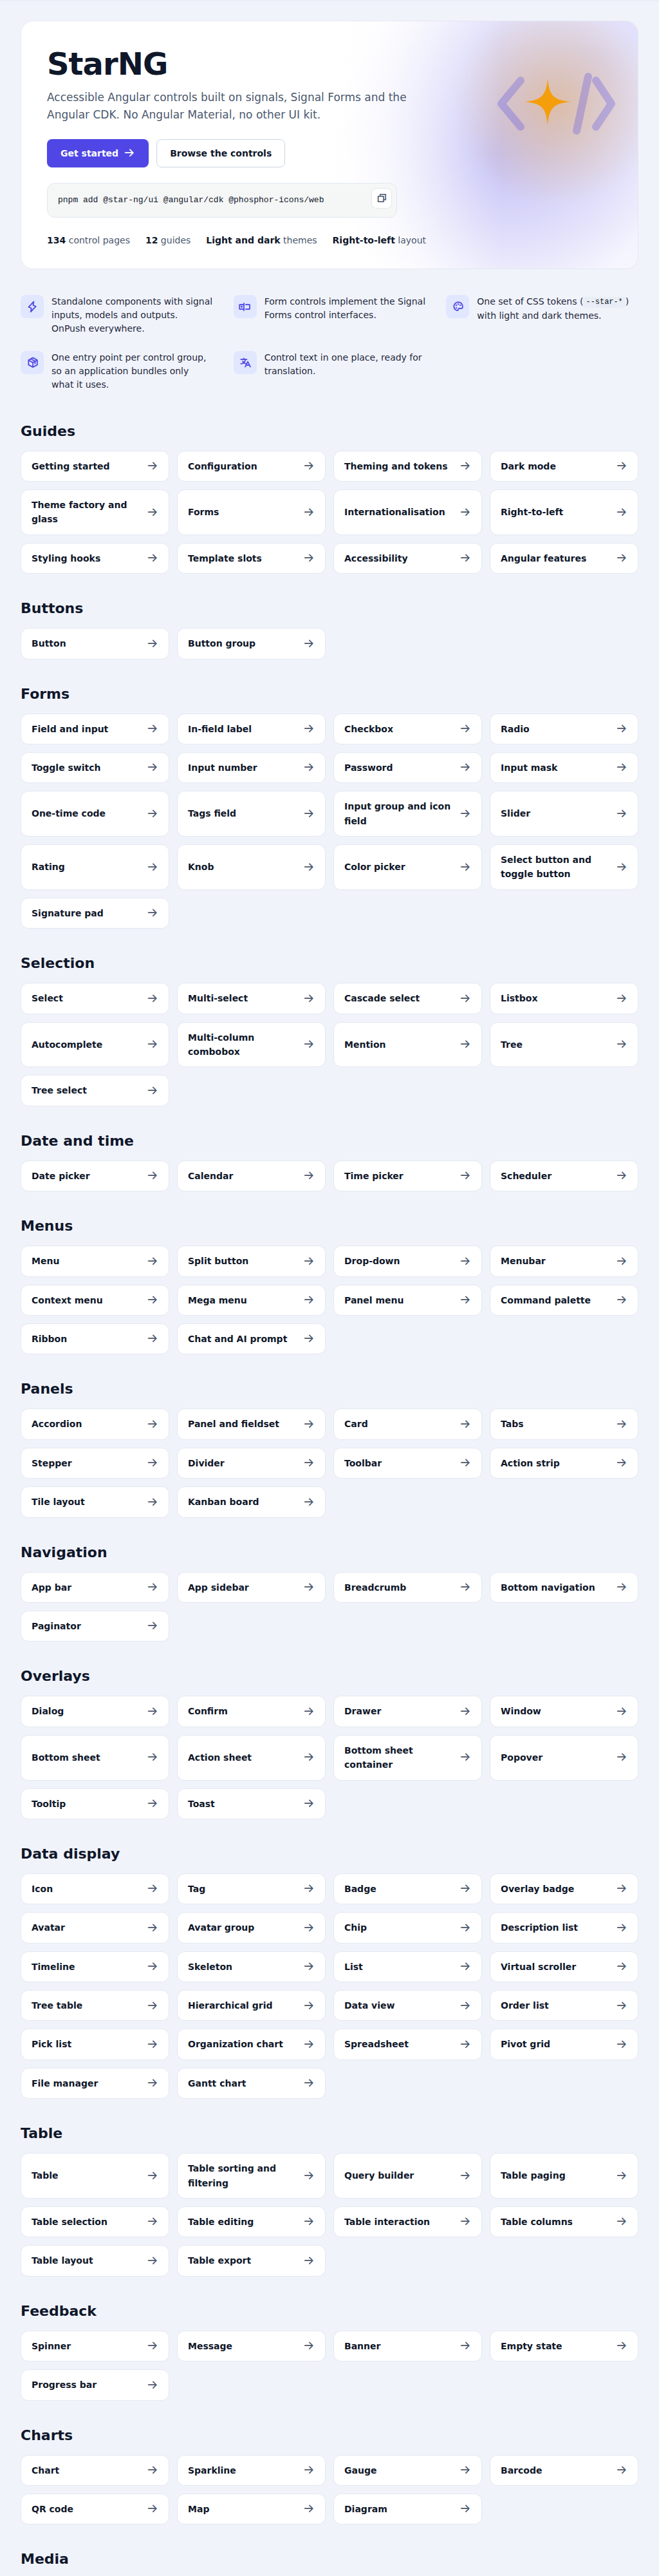 StarNG
Accessible Angular controls built on signals, Signal Forms and the
Angular CDK. No Angular Material, no other UI kit.
Get started
Browse the controls
pnpm add @star-ng/ui @angular/cdk @phosphor-icons/web
134 control pages 12 guides Light and dark themes Right-to-left layout
Standalone components with signal
inputs, models and outputs.
OnPush everywhere.
Form controls implement the Signal
Forms control interfaces.
One set of CSS tokens ( --star-* )
with light and dark themes.
One entry point per control group,
so an application bundles only
what it uses.
Control text in one place, ready for
translation.
Guides
Getting started
Configuration
Theming and tokens
Dark mode
Theme factory and
glass
Forms
Internationalisation
Right-to-left
Styling hooks
Template slots
Accessibility
Angular features
Buttons
Button
Button group
Forms
Field and input
In-field label
Checkbox
Radio
Toggle switch
Input number
Password
Input mask
One-time code
Tags field
Input group and icon
field
Slider
Rating
Knob
Color picker
Select button and
toggle button
Signature pad
Selection
Select
Multi-select
Cascade select
Listbox
Autocomplete
Multi-column
combobox
Mention
Tree
Tree select
Date and time
Date picker
Calendar
Time picker
Scheduler
Menus
Menu
Split button
Drop-down
Menubar
Context menu
Mega menu
Panel menu
Command palette
Ribbon
Chat and AI prompt
Panels
Accordion
Panel and fieldset
Card
Tabs
Stepper
Divider
Toolbar
Action strip
Tile layout
Kanban board
Navigation
App bar
App sidebar
Breadcrumb
Bottom navigation
Paginator
Overlays
Dialog
Confirm
Drawer
Window
Bottom sheet
Action sheet
Bottom sheet
container
Popover
Tooltip
Toast
Data display
Icon
Tag
Badge
Overlay badge
Avatar
Avatar group
Chip
Description list
Timeline
Skeleton
List
Virtual scroller
Tree table
Hierarchical grid
Data view
Order list
Pick list
Organization chart
Spreadsheet
Pivot grid
File manager
Gantt chart
Table
Table
Table sorting and
filtering
Query builder
Table paging
Table selection
Table editing
Table interaction
Table columns
Table layout
Table export
Feedback
Spinner
Message
Banner
Empty state
Progress bar
Charts
Chart
Sparkline
Gauge
Barcode
QR code
Map
Diagram
Media